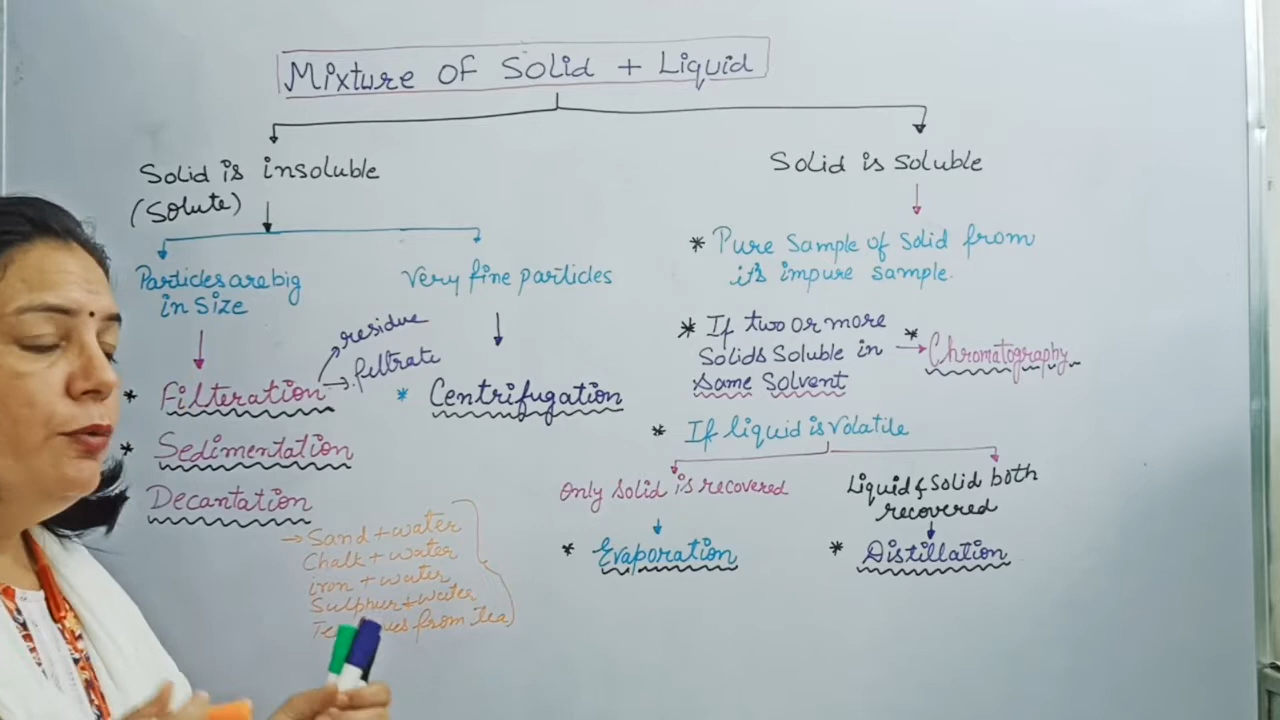 Mixture of Solid + Liquid
Solid is insoluble
(Solute)
Particles are big
in Size
residue
filtrate
* Filteration
* Sedimentation
Decantation
Very fine particles
* Centrifugation
→ Sand + water
Chalk + water
iron + water
Sulphur + water
from Tea
Solid is Soluble
* Pure Sample of Solid from
it's impure sample.
* If two or more
Solids Soluble in
Same Solvent
* Chromatography
* If liquid is Volatile
Only Solid is recovered
* Evaporation
Liquid & Solid both
recovered
* Distillation